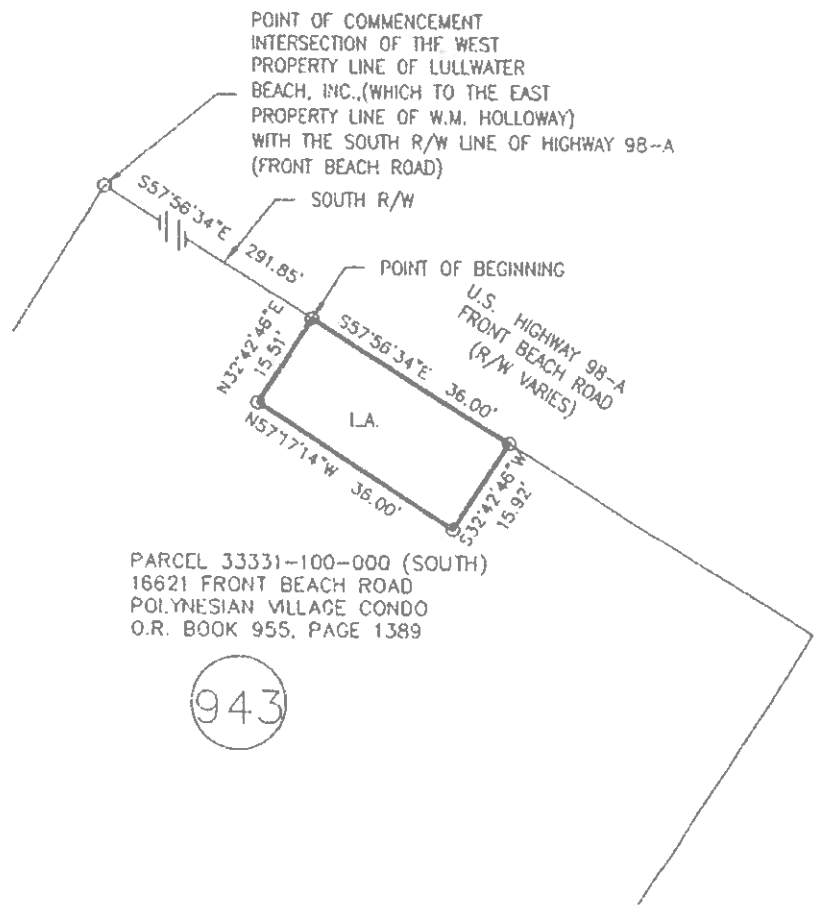 POINT OF COMMENCEMENT
INTERSECTION OF THE WEST
PROPERTY LINE OF LULLWATER
BEACH, INC.,(WHICH TO THE EAST
PROPERTY LINE OF W.M. HOLLOWAY)
WITH THE SOUTH R/W LINE OF HIGHWAY 98-A
(FRONT BEACH ROAD)
S57°56'34"E 291.85'
SOUTH R/W
POINT OF BEGINNING
U.S. HIGHWAY 98-A
FRONT BEACH ROAD
(R/W VARIES)
S57°56'34"E 36.00'
N32°42'46"E
15.51'
L.A.
N57°17'14"W 36.00'
S32°42'46"W
15.92'
PARCEL 33331-100-000 (SOUTH)
16621 FRONT BEACH ROAD
POLYNESIAN VILLAGE CONDO
O.R. BOOK 955, PAGE 1389
943